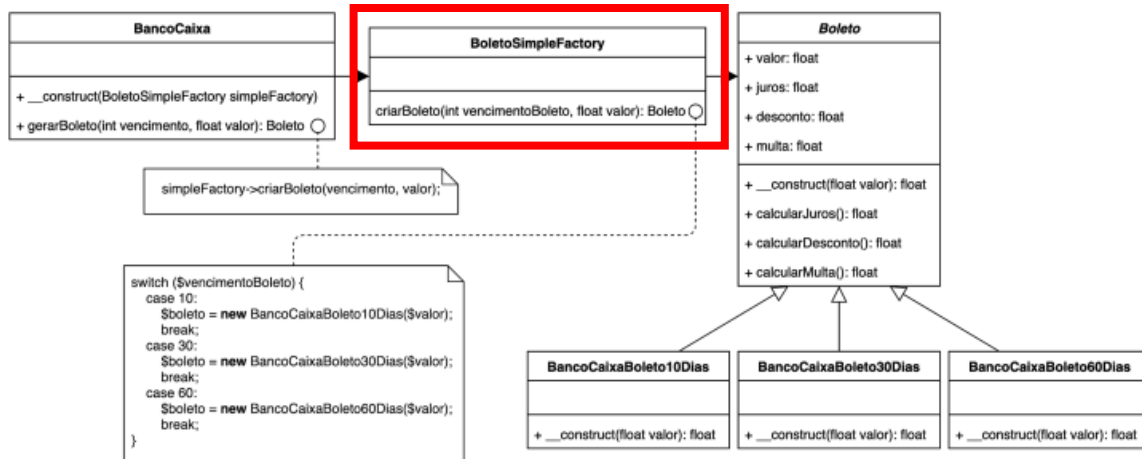 BancoCaixa
+ __construct(BoletoSimpleFactory simpleFactory)
+ gerarBoleto(int vencimento, float valor): Boleto
simpleFactory->criarBoleto(vencimento, valor);
BoletoSimpleFactory
criarBoleto(int vencimentoBoleto, float valor): Boleto
Boleto
+ valor: float
+ juros: float
+ desconto: float
+ multa: float
+ __construct(float valor): float
+ calcularJuros(): float
+ calcularDesconto(): float
+ calcularMulta(): float
switch ($vencimentoBoleto) {
case 10:
$boleto = new BancoCaixaBoleto10Dias($valor);
break;
case 30:
$boleto = new BancoCaixaBoleto30Dias($valor);
break;
case 60:
$boleto = new BancoCaixaBoleto60Dias($valor);
break;
}
BancoCaixaBoleto10Dias
+ __construct(float valor): float
BancoCaixaBoleto30Dias
+ __construct(float valor): float
BancoCaixaBoleto60Dias
+ __construct(float valor): float